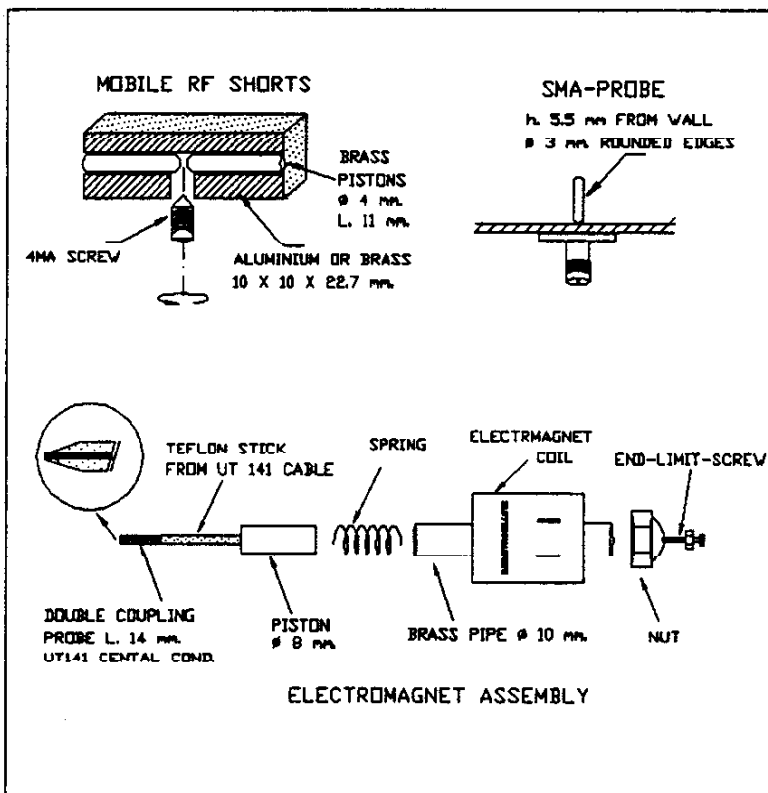 MOBILE RF SHORTS
BRASS
PISTONS
ø 4 mm.
L. 11 mm.
4MA SCREW
ALUMINIUM OR BRASS
10 X 10 X 22.7 mm.
SMA-PROBE
h. 5.5 mm FROM WALL
ø 3 mm. ROUNDED EDGES
TEFLON STICK
FROM UT 141 CABLE
SPRING
ELECTRMAGNET
COIL
END-LIMIT-SCREW
DOUBLE COUPLING
PROBE L. 14 mm.
UT141 CENTAL COND.
PISTON
ø 8 mm.
BRASS PIPE ø 10 mm.
NUT
ELECTROMAGNET ASSEMBLY